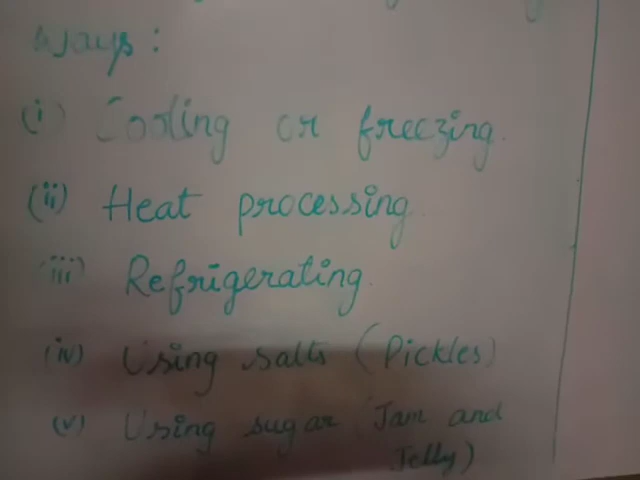 ways:
(i) Cooling or freezing.
(ii) Heat processing.
(iii) Refrigerating.
(iv) Using salts (Pickles)
(v) Using sugar (Jam and
Jelly)